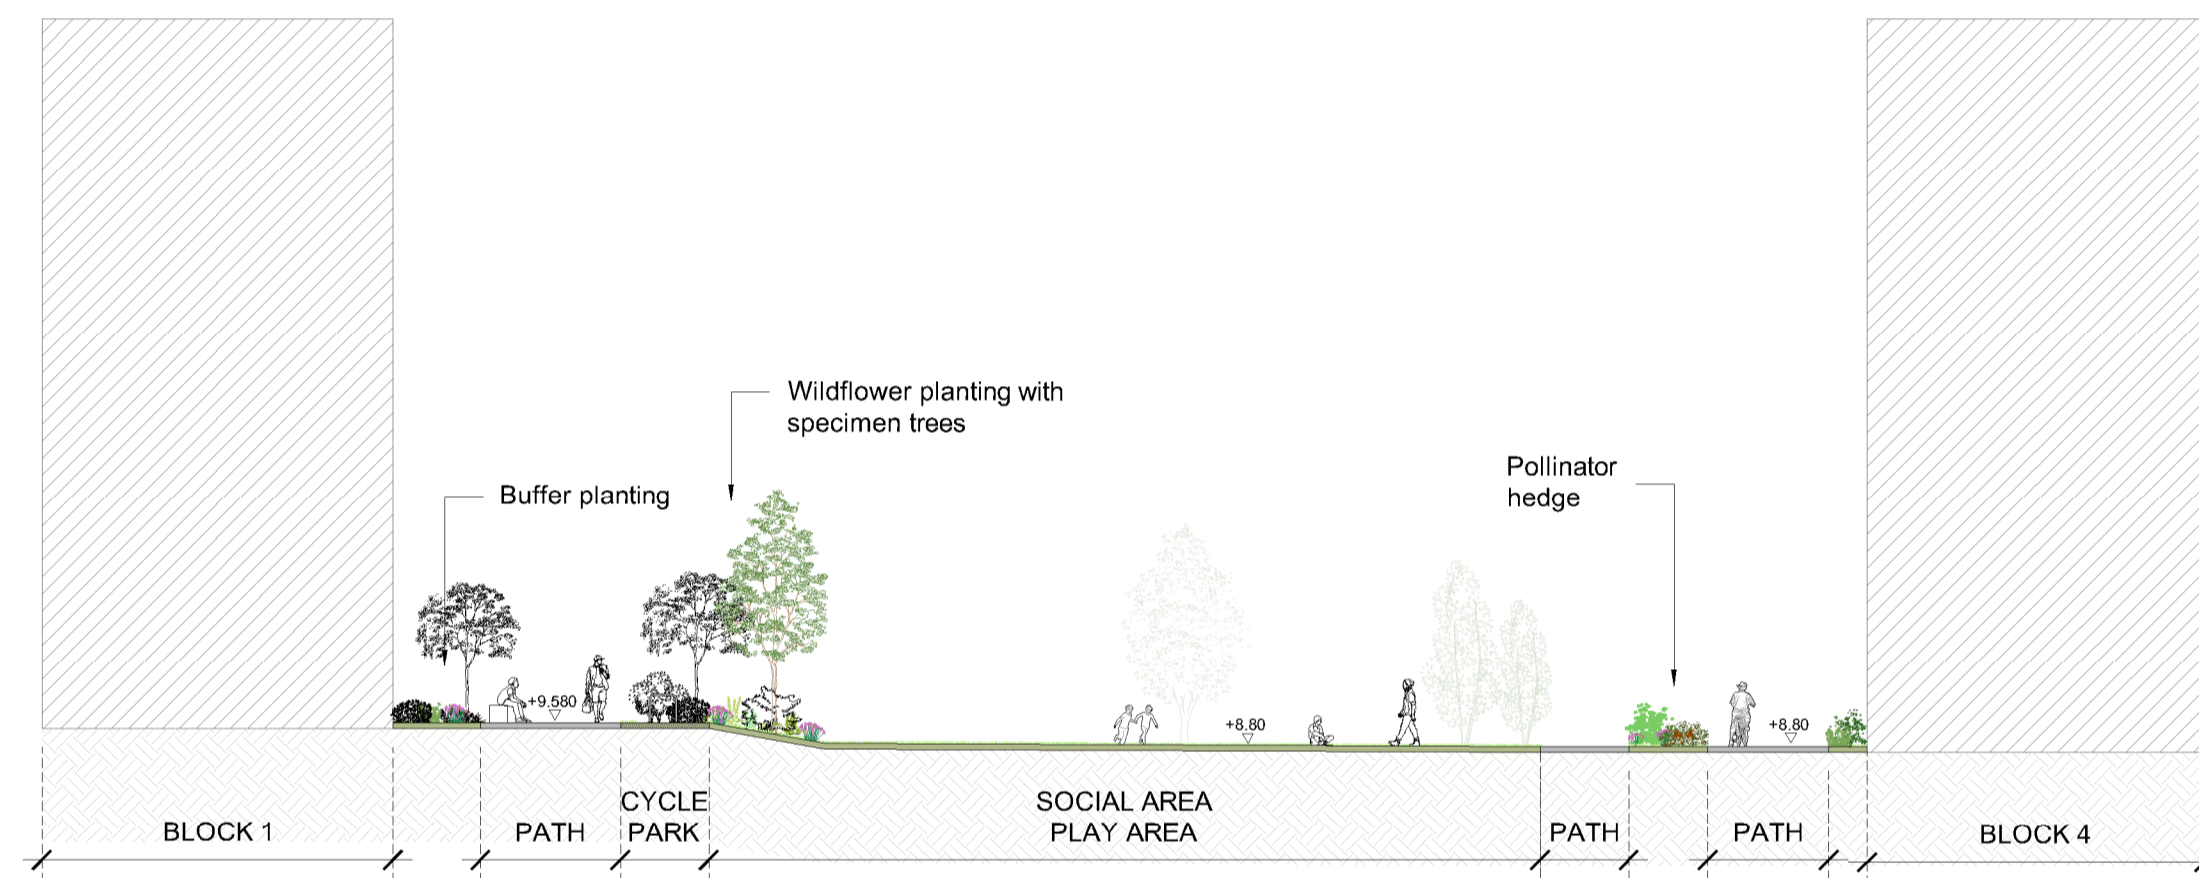 Wildflower planting with
specimen trees
Pollinator
hedge
Buffer planting
+9.580
+8.80
+8.80
CYCLE
PARK
SOCIAL AREA
PLAY AREA
BLOCK 1
PATH
PATH
PATH
BLOCK 4